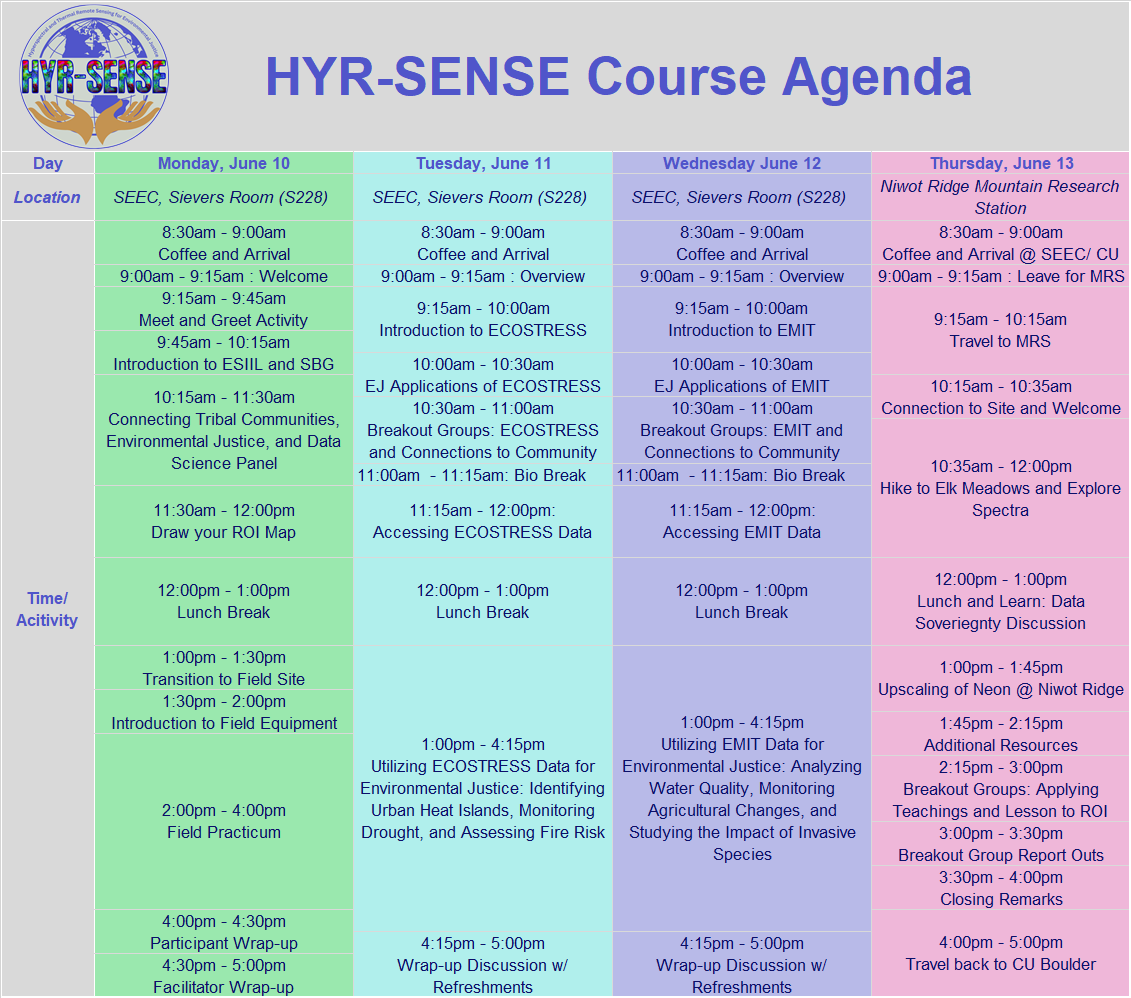 Hyperspectral and Thermal Remote Sensing for Environmental Justice
HYR-SENSE
HYR-SENSE Course Agenda
Day
Monday, June 10
Tuesday, June 11
Wednesday June 12
Thursday, June 13
Location
SEEC, Sievers Room (S228)
SEEC, Sievers Room (S228)
SEEC, Sievers Room (S228)
Niwot Ridge Mountain Research
Station
Time/
Acitivity
8:30am - 9:00am
Coffee and Arrival
9:00am - 9:15am : Welcome
9:15am - 9:45am
Meet and Greet Activity
9:45am - 10:15am
Introduction to ESIIL and SBG
10:15am - 11:30am
Connecting Tribal Communities,
Environmental Justice, and Data
Science Panel
11:30am - 12:00pm
Draw your ROI Map
12:00pm - 1:00pm
Lunch Break
1:00pm - 1:30pm
Transition to Field Site
1:30pm - 2:00pm
Introduction to Field Equipment
2:00pm - 4:00pm
Field Practicum
4:00pm - 4:30pm
Participant Wrap-up
4:30pm - 5:00pm
Facilitator Wrap-up
8:30am - 9:00am
Coffee and Arrival
9:00am - 9:15am : Overview
9:15am - 10:00am
Introduction to ECOSTRESS
10:00am - 10:30am
EJ Applications of ECOSTRESS
10:30am - 11:00am
Breakout Groups: ECOSTRESS
and Connections to Community
11:00am  - 11:15am: Bio Break
11:15am - 12:00pm:
Accessing ECOSTRESS Data
12:00pm - 1:00pm
Lunch Break
1:00pm - 4:15pm
Utilizing ECOSTRESS Data for
Environmental Justice: Identifying
Urban Heat Islands, Monitoring
Drought, and Assessing Fire Risk
4:15pm - 5:00pm
Wrap-up Discussion w/
Refreshments
8:30am - 9:00am
Coffee and Arrival
9:00am - 9:15am : Overview
9:15am - 10:00am
Introduction to EMIT
10:00am - 10:30am
EJ Applications of EMIT
10:30am - 11:00am
Breakout Groups: EMIT and
Connections to Community
11:00am  - 11:15am: Bio Break
11:15am - 12:00pm:
Accessing EMIT Data
12:00pm - 1:00pm
Lunch Break
1:00pm - 4:15pm
Utilizing EMIT Data for
Environmental Justice: Analyzing
Water Quality, Monitoring
Agricultural Changes, and
Studying the Impact of Invasive
Species
4:15pm - 5:00pm
Wrap-up Discussion w/
Refreshments
8:30am - 9:00am
Coffee and Arrival @ SEEC/ CU
9:00am - 9:15am : Leave for MRS
9:15am - 10:15am
Travel to MRS
10:15am - 10:35am
Connection to Site and Welcome
10:35am - 12:00pm
Hike to Elk Meadows and Explore
Spectra
12:00pm - 1:00pm
Lunch and Learn: Data
Soveriegnty Discussion
1:00pm - 1:45pm
Upscaling of Neon @ Niwot Ridge
1:45pm - 2:15pm
Additional Resources
2:15pm - 3:00pm
Breakout Groups: Applying
Teachings and Lesson to ROI
3:00pm - 3:30pm
Breakout Group Report Outs
3:30pm - 4:00pm
Closing Remarks
4:00pm - 5:00pm
Travel back to CU Boulder